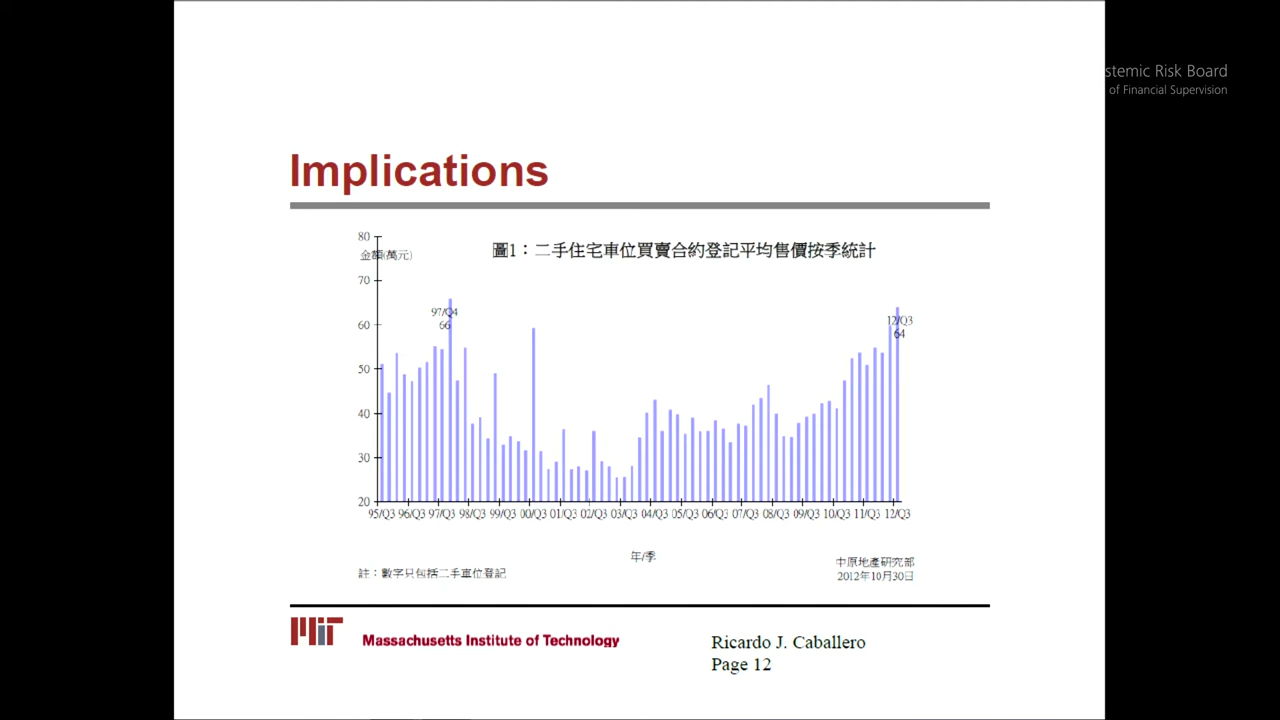 stemic Risk Board
of Financial Supervision
Implications
圖1：二手住宅車位買賣合約登記平均售價按季統計
金額(萬元)
80
70
60
50
40
30
20
97/Q4
66
12/Q3
64
95/Q3 96/Q3 97/Q3 98/Q3 99/Q3 00/Q3 01/Q3 02/Q3 03/Q3 04/Q3 05/Q3 06/Q3 07/Q3 08/Q3 09/Q3 10/Q3 11/Q3 12/Q3
年/季
註：數字只包括二手車位登記
中原地產研究部
2012年10月30日
MIT
Massachusetts Institute of Technology
Ricardo J. Caballero
Page 12